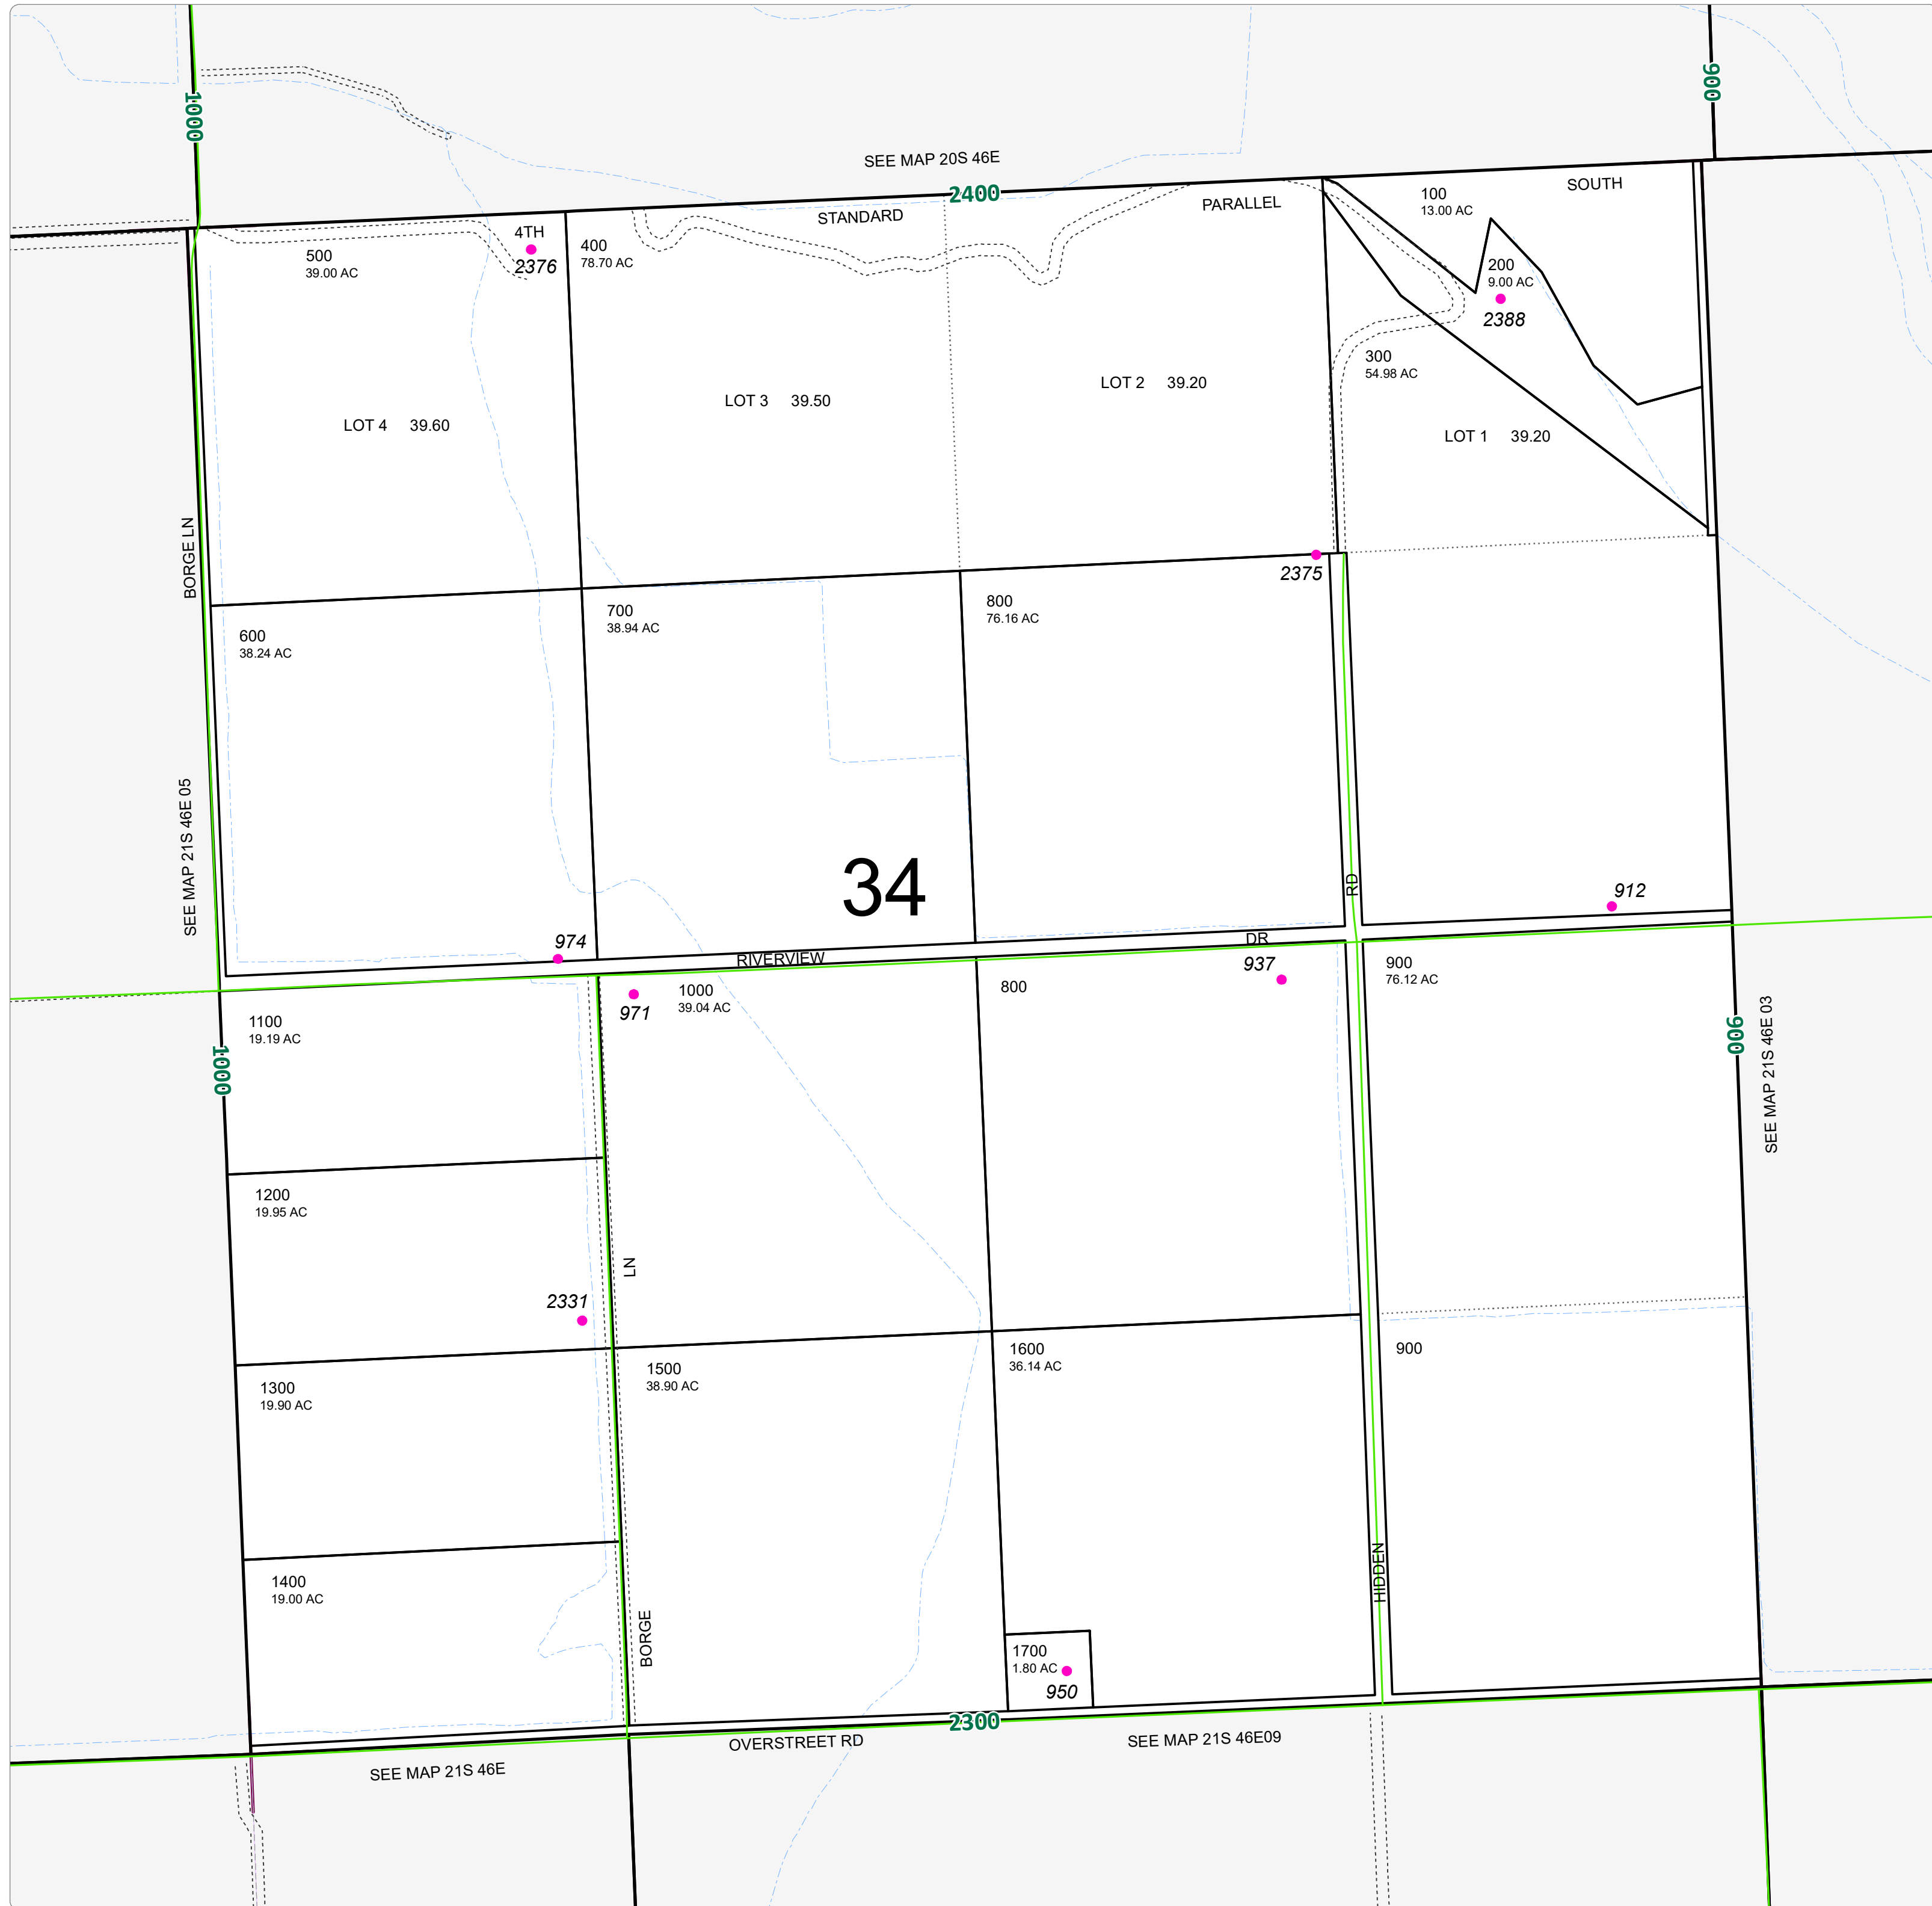 1000
900
SEE MAP 20S 46E
2400
STANDARD
PARALLEL
SOUTH
4TH
2376
500
39.00 AC
400
78.70 AC
100
13.00 AC
200
9.00 AC
2388
300
54.98 AC
LOT 4 39.60
LOT 3 39.50
LOT 2 39.20
LOT 1 39.20
BORGE LN
2375
600
38.24 AC
700
38.94 AC
800
76.16 AC
SEE MAP 21S 46E 05
34
RD
912
974
RIVERVIEW
DR
937
971
1000
39.04 AC
800
900
76.12 AC
1100
19.19 AC
1000
900
SEE MAP 21S 46E 03
1200
19.95 AC
LN
2331
1300
19.90 AC
1500
38.90 AC
1600
36.14 AC
900
1400
19.00 AC
BORGE
HIDDEN
1700
1.80 AC
950
2300
OVERSTREET RD
SEE MAP 21S 46E09
SEE MAP 21S 46E